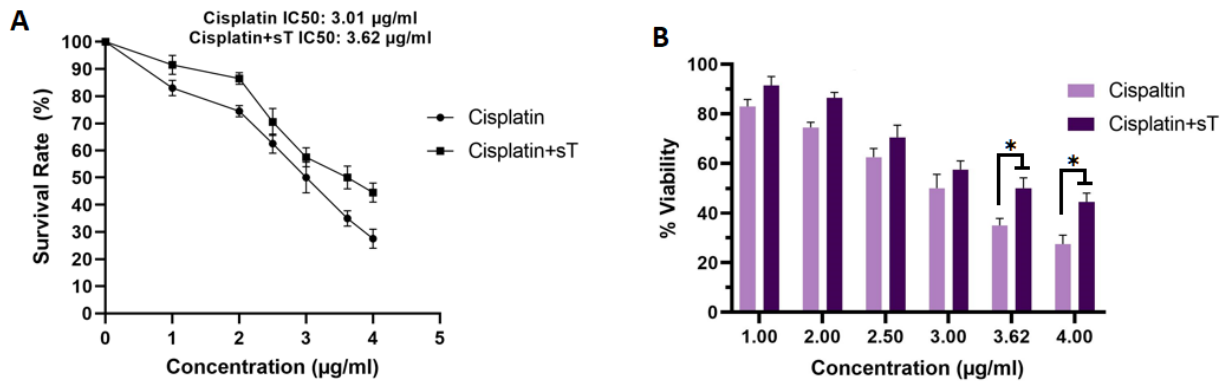 A
Cisplatin IC50: 3.01 µg/ml
Cisplatin+sT IC50: 3.62 µg/ml
100
90
80
70
60
50
40
30
20
10
0
Survival Rate (%)
0 1 2 3 4 5
Concentration (µg/ml)
Cisplatin
Cisplatin+sT
B
100
80
60
40
20
0
% Viability
1.00 2.00 2.50 3.00 3.62 4.00
Concentration (µg/ml)
Cispaltin
Cisplatin+sT
* *